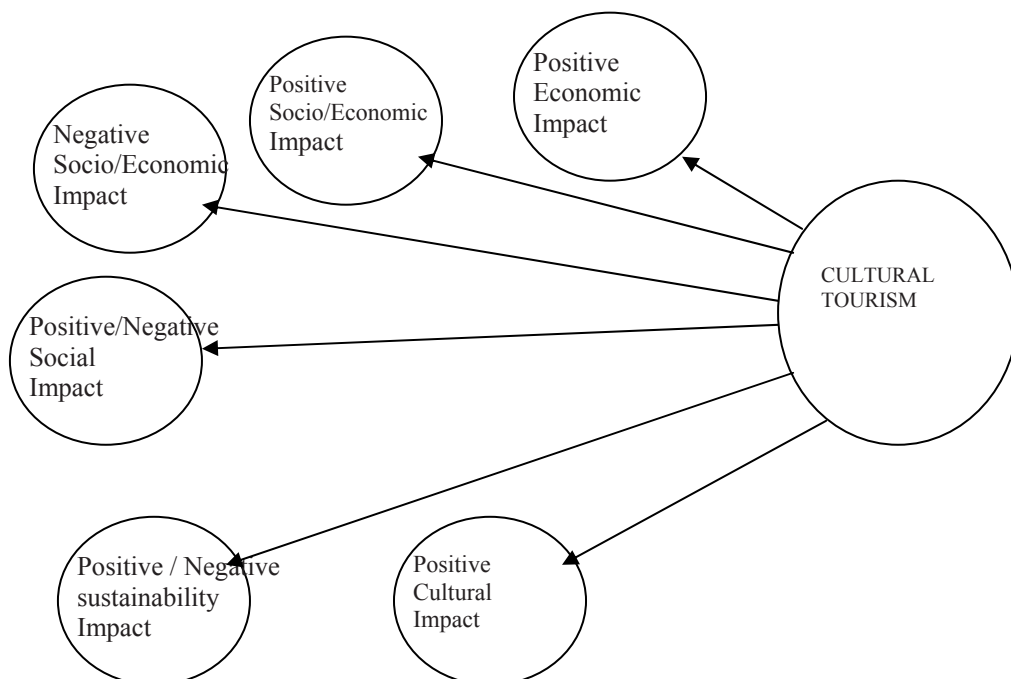 Positive
Economic
Impact
Positive
Socio/Economic
Impact
Negative
Socio/Economic
Impact
CULTURAL
TOURISM
Positive/Negative
Social
Impact
Positive / Negative
sustainability
Impact
Positive
Cultural
Impact